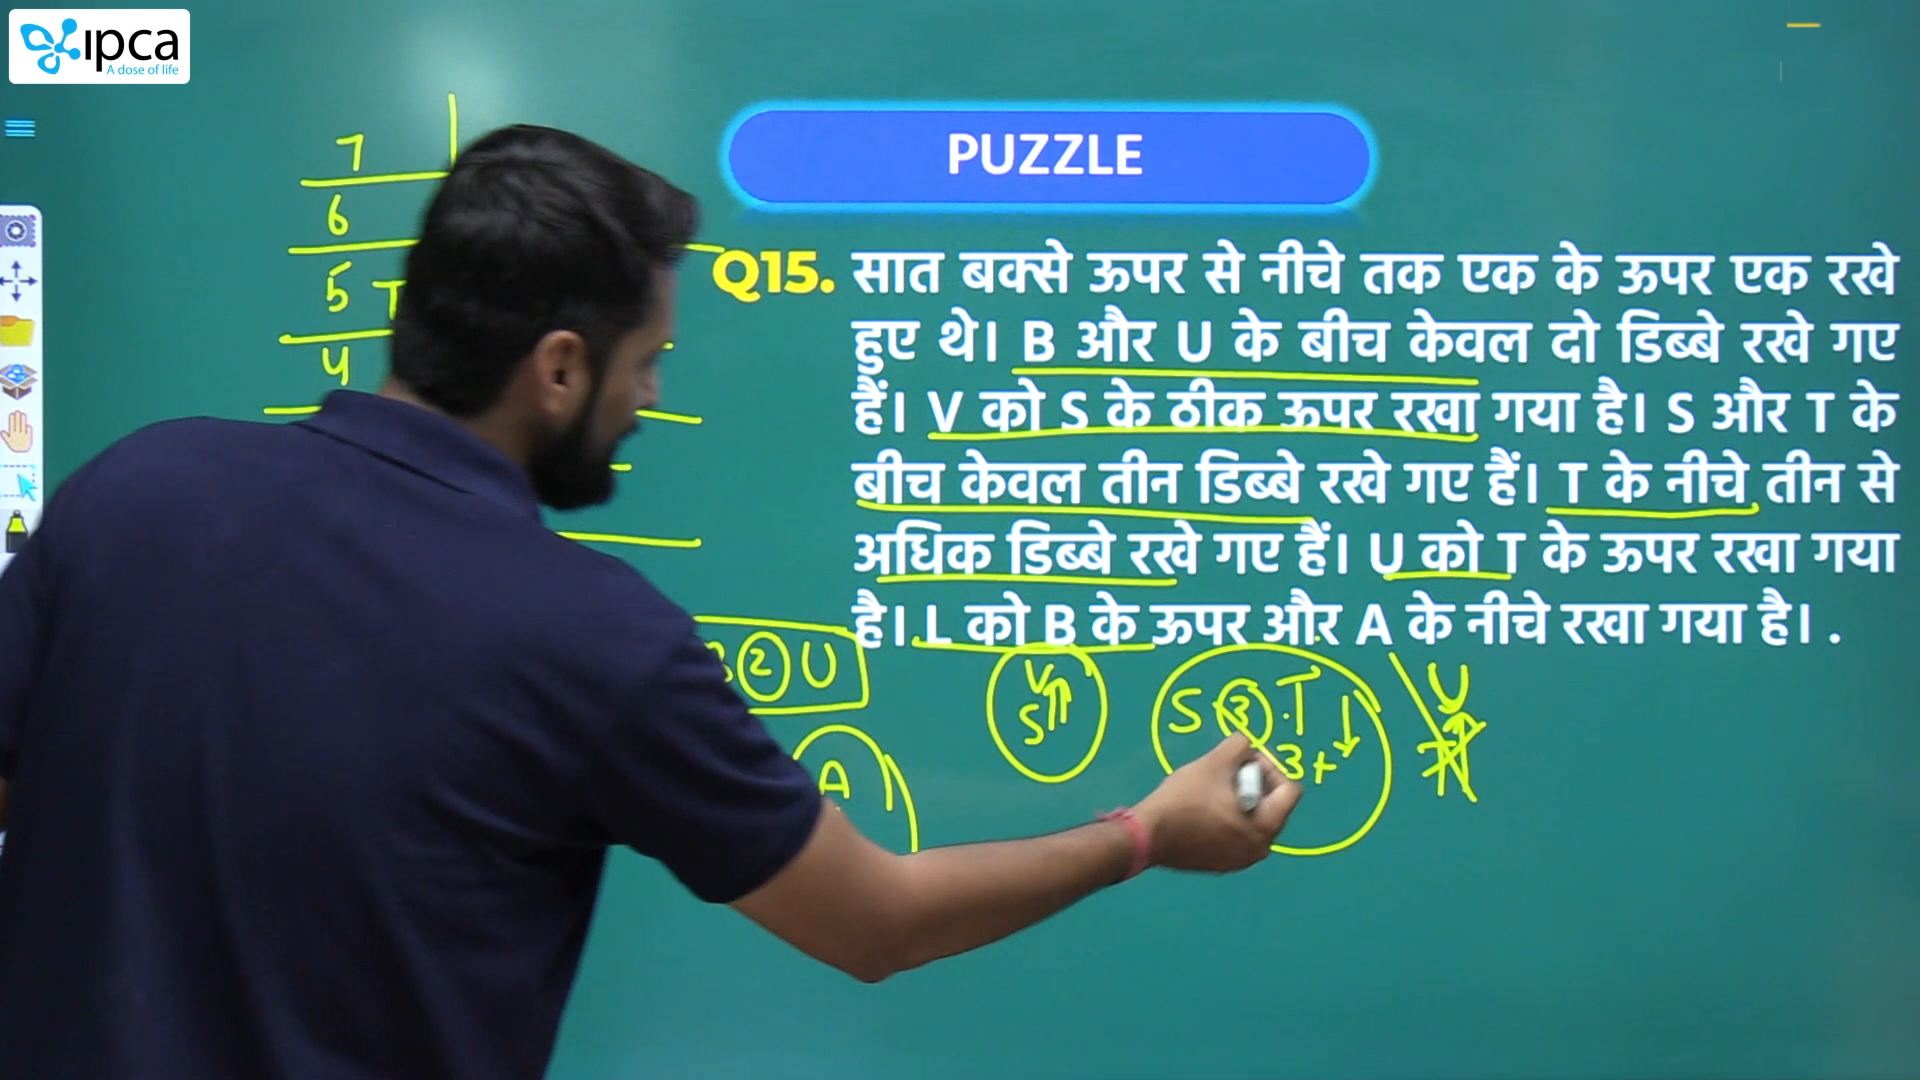 ipca
A dose of life
PUZZLE
Q15. सात बक्से ऊपर से नीचे तक एक के ऊपर एक रखे
हुए थे। B और U के बीच केवल दो डिब्बे रखे गए
हैं। V को S के ठीक ऊपर रखा गया है। S और T के
बीच केवल तीन डिब्बे रखे गए हैं। T के नीचे तीन से
अधिक डिब्बे रखे गए हैं। U को T के ऊपर रखा गया
है। L को B के ऊपर और A के नीचे रखा गया है। .
7
6
5 T
4
2 U
A
V
S
S 3 T
3+
U